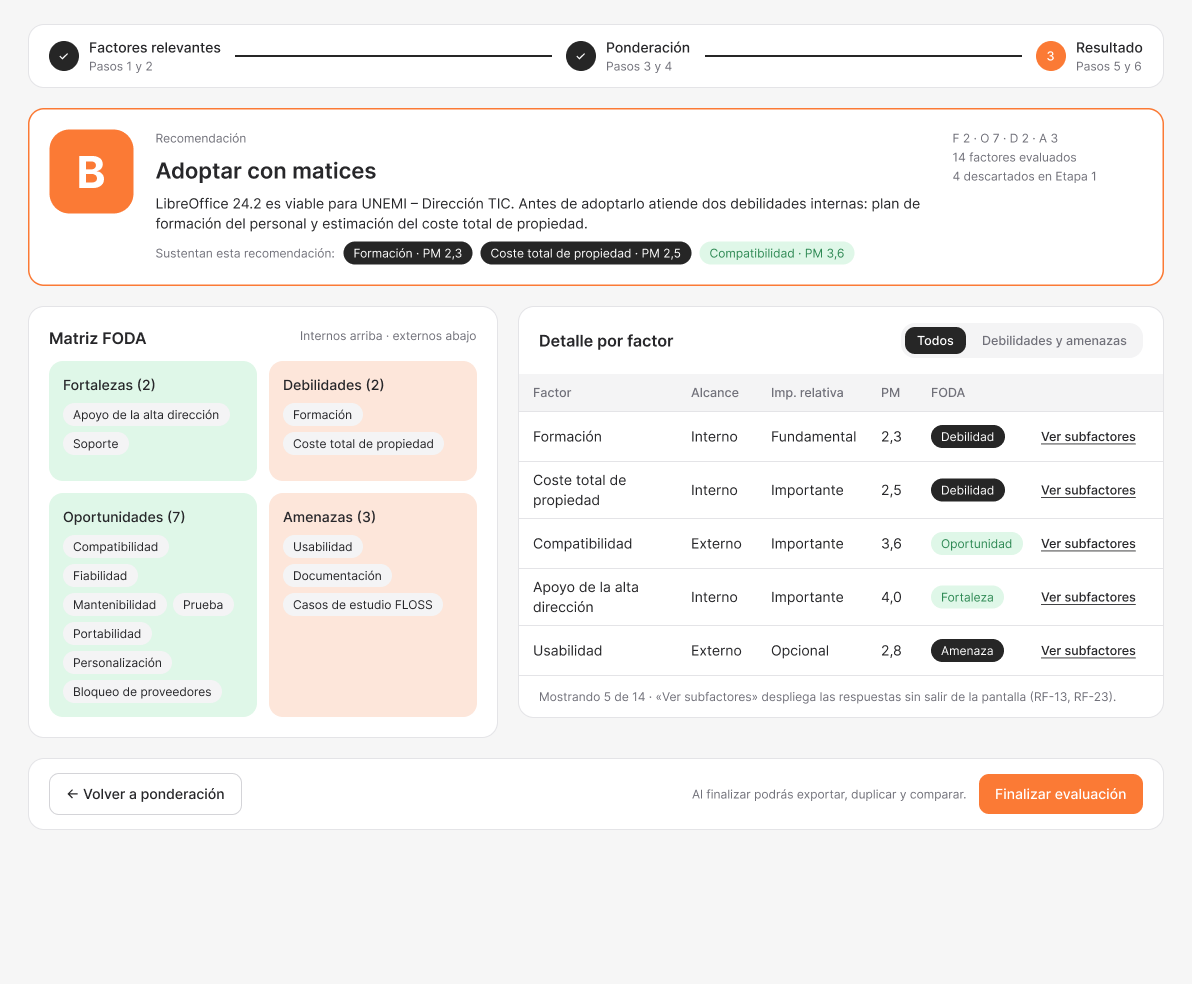 Factores relevantes
Pasos 1 y 2
Ponderación
Pasos 3 y 4
3
Resultado
Pasos 5 y 6
B
Recomendación
Adoptar con matices
LibreOffice 24.2 es viable para UNEMI – Dirección TIC. Antes de adoptarlo atiende dos debilidades internas: plan de
formación del personal y estimación del coste total de propiedad.
Sustentan esta recomendación: Formación · PM 2,3 Coste total de propiedad · PM 2,5 Compatibilidad · PM 3,6
F 2 · O 7 · D 2 · A 3
14 factores evaluados
4 descartados en Etapa 1
Matriz FODA
Internos arriba · externos abajo
Fortalezas (2)
Apoyo de la alta dirección
Soporte
Debilidades (2)
Formación
Coste total de propiedad
Oportunidades (7)
Compatibilidad
Fiabilidad
Mantenibilidad Prueba
Portabilidad
Personalización
Bloqueo de proveedores
Amenazas (3)
Usabilidad
Documentación
Casos de estudio FLOSS
Detalle por factor
Todos Debilidades y amenazas
Factor Alcance Imp. relativa PM FODA
Formación Interno Fundamental 2,3 Debilidad Ver subfactores
Coste total de
propiedad Interno Importante 2,5 Debilidad Ver subfactores
Compatibilidad Externo Importante 3,6 Oportunidad Ver subfactores
Apoyo de la alta
dirección Interno Importante 4,0 Fortaleza Ver subfactores
Usabilidad Externo Opcional 2,8 Amenaza Ver subfactores
Mostrando 5 de 14 · «Ver subfactores» despliega las respuestas sin salir de la pantalla (RF-13, RF-23).
← Volver a ponderación
Al finalizar podrás exportar, duplicar y comparar.
Finalizar evaluación